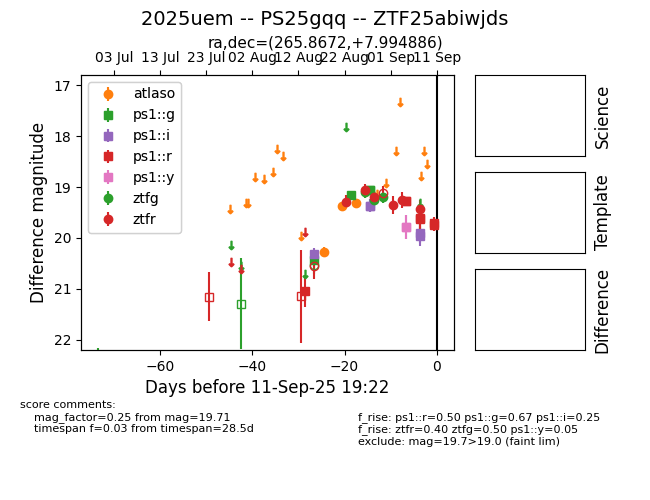 2025uem -- PS25gqq -- ZTF25abiwjds
ra,dec=(265.8672,+7.994886)
03 Jul 13 Jul 23 Jul 02 Aug 12 Aug 22 Aug 01 Sep 11 Sep
17
18
19
20
21
22
Difference magnitude
atlaso
ps1::g
ps1::i
ps1::r
ps1::y
ztfg
ztfr
−60 −40 −20 0
Days before 11-Sep-25 19:22
Science
Template
Difference
score comments:
mag_factor=0.25 from mag=19.71
timespan f=0.03 from timespan=28.5d
f_rise: ps1::r=0.50 ps1::g=0.67 ps1::i=0.25
f_rise: ztfr=0.40 ztfg=0.50 ps1::y=0.05
exclude: mag=19.7>19.0 (faint lim)